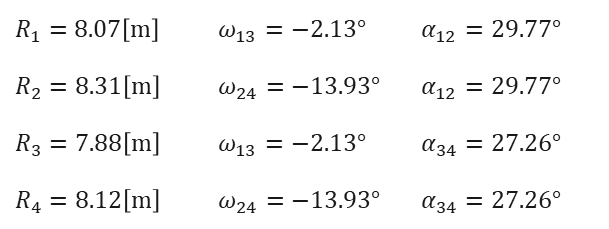 R₁ = 8.07[m] ω₁₃ = −2.13° α₁₂ = 29.77°
R₂ = 8.31[m] ω₂₄ = −13.93° α₁₂ = 29.77°
R₃ = 7.88[m] ω₁₃ = −2.13° α₃₄ = 27.26°
R₄ = 8.12[m] ω₂₄ = −13.93° α₃₄ = 27.26°